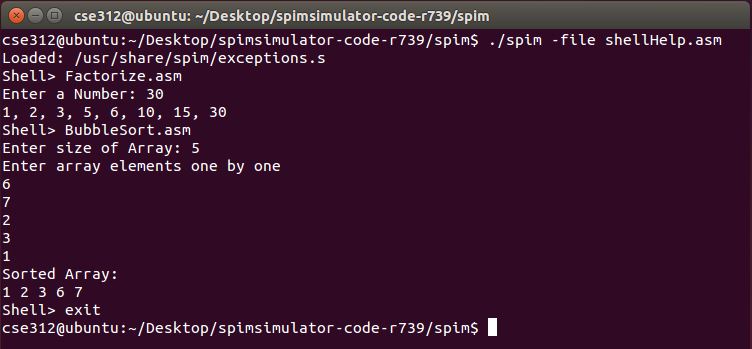 cse312@ubuntu: ~/Desktop/spimsimulator-code-r739/spim
cse312@ubuntu:~/Desktop/spimsimulator-code-r739/spim$ ./spim -file shellHelp.asm
Loaded: /usr/share/spim/exceptions.s
Shell> Factorize.asm
Enter a Number: 30
1, 2, 3, 5, 6, 10, 15, 30
Shell> BubbleSort.asm
Enter size of Array: 5
Enter array elements one by one
6
7
2
3
1
Sorted Array:
1 2 3 6 7
Shell> exit
cse312@ubuntu:~/Desktop/spimsimulator-code-r739/spim$